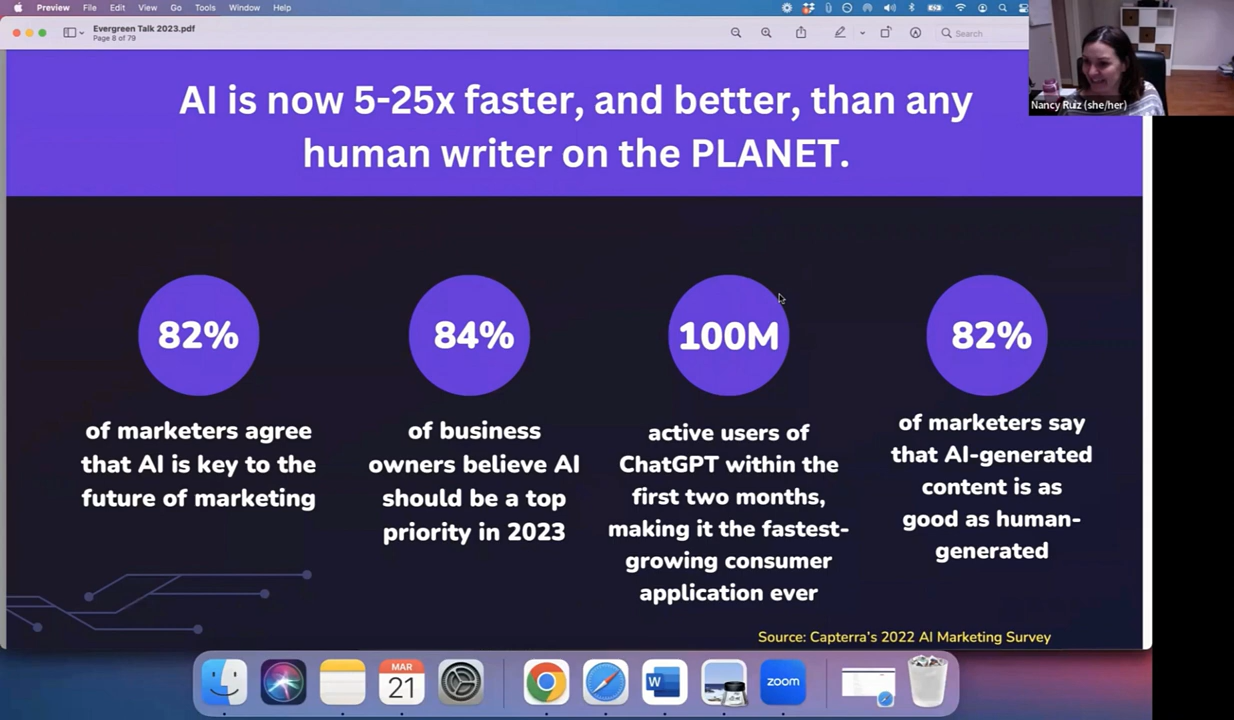 Preview File Edit View Go Tools Window Help
Evergreen Talk 2023.pdf
Page 8 of 79
Search
Nancy Ruiz (she/her)
AI is now 5-25x faster, and better, than any
human writer on the PLANET.
82%
of marketers agree
that AI is key to the
future of marketing
84%
of business
owners believe AI
should be a top
priority in 2023
100M
active users of
ChatGPT within the
first two months,
making it the fastest-
growing consumer
application ever
82%
of marketers say
that AI-generated
content is as
good as human-
generated
Source: Capterra's 2022 AI Marketing Survey
MAR
21
W
zoom